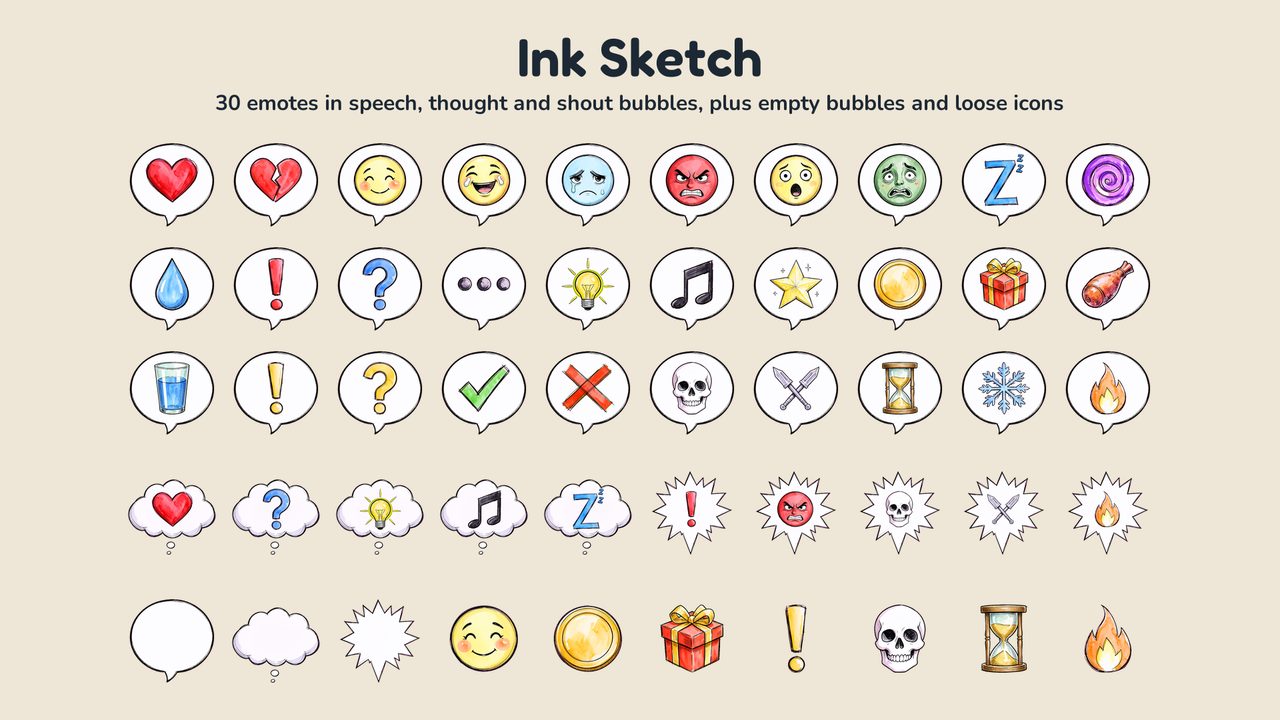 Ink Sketch
30 emotes in speech, thought and shout bubbles, plus empty bubbles and loose icons
Z z z z
! ?
! ?
? Z z z z !
!